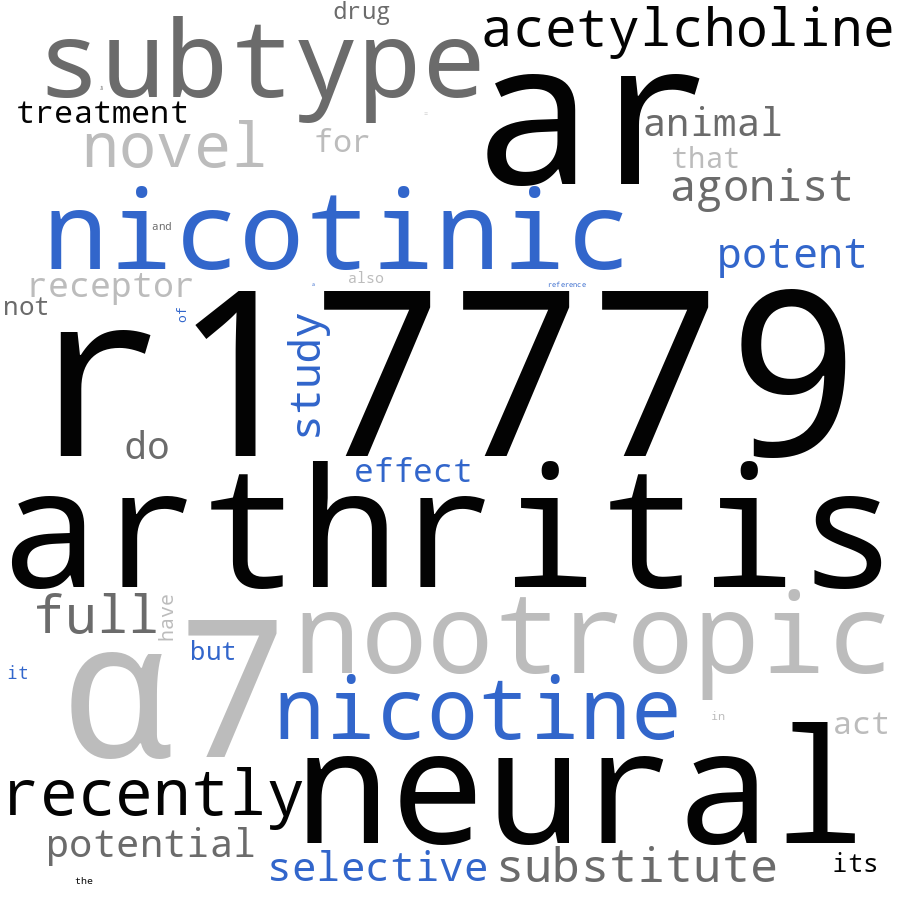 drug
acetylcholine
subtype
ar
treatment
animal
novel
for
that
agonist
nicotinic
and
potent
receptor
also
reference
not
of
r17779
study
do
effect
arthritis
full
have
nootropic
α7
but
it
nicotine
in
act
neural
recently
potential
selective
substitute
its
the